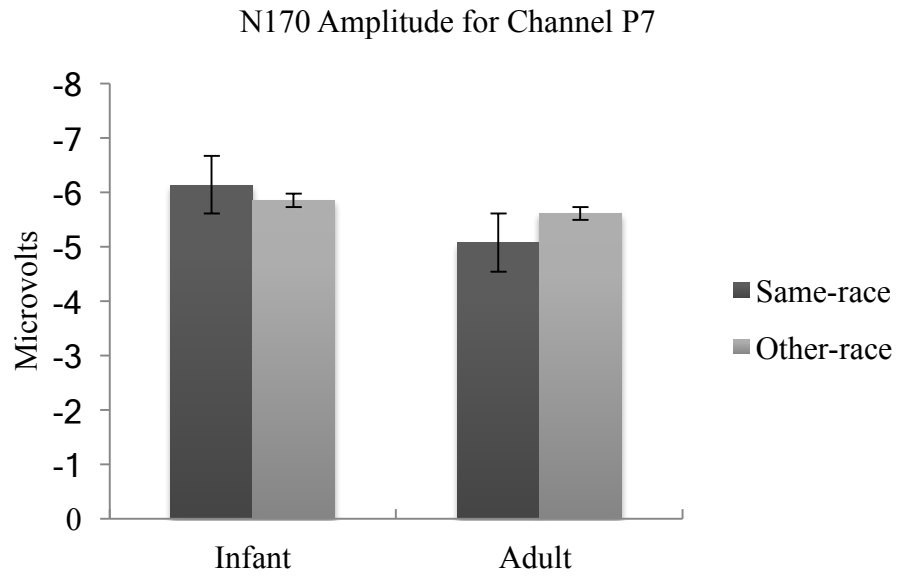 N170 Amplitude for Channel P7
-8
-7
-6
-5
-4
-3
-2
-1
0
Microvolts
Infant
Adult
Same-race
Other-race